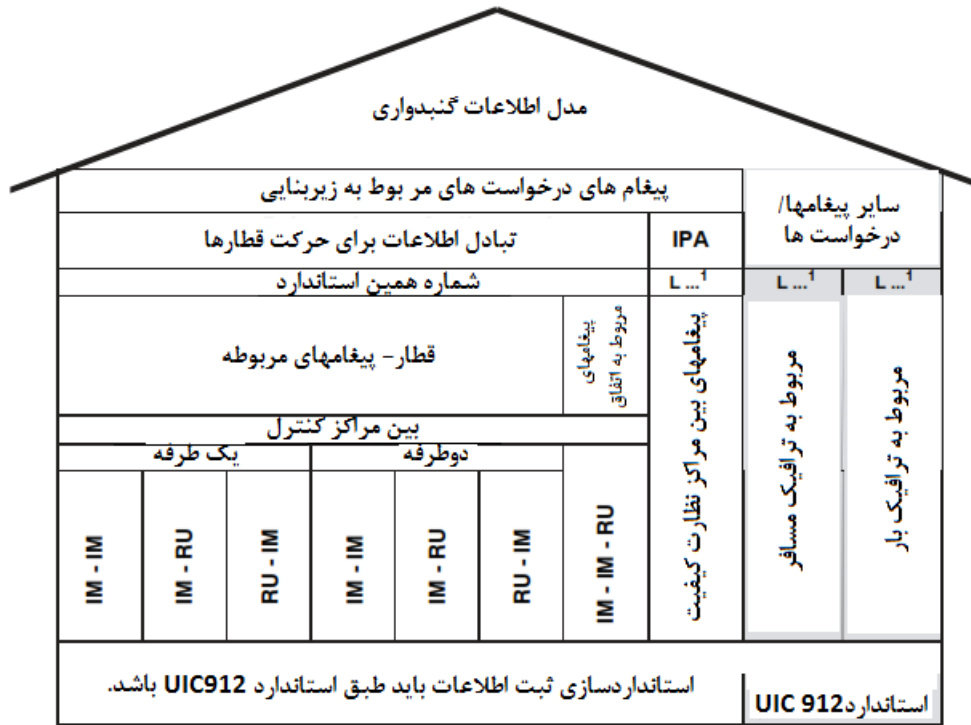 مدل اطلاعات گنبدواری
پیغام های درخواست های مر بوط به زیربنایی
سایر پیغامها/
درخواست ها
تبادل اطلاعات برای حرکت قطارها
IPA
شماره همین استاندارد
L ...¹
L ...¹
L ...¹
قطار- پیغامهای مربوطه
پیغامهای
مربوط به اتفاق
پیغامهای بین مراکز نظارت کیفیت
مربوط به ترافیک مسافر
مربوط به ترافیک بار
بین مراکز کنترل
یک طرفه
دوطرفه
IM - IM
IM - RU
RU - IM
IM - IM
IM - RU
RU - IM
IM - IM - RU
استانداردسازی ثبت اطلاعات باید طبق استاندارد UIC912 باشد.
استانداردUIC 912